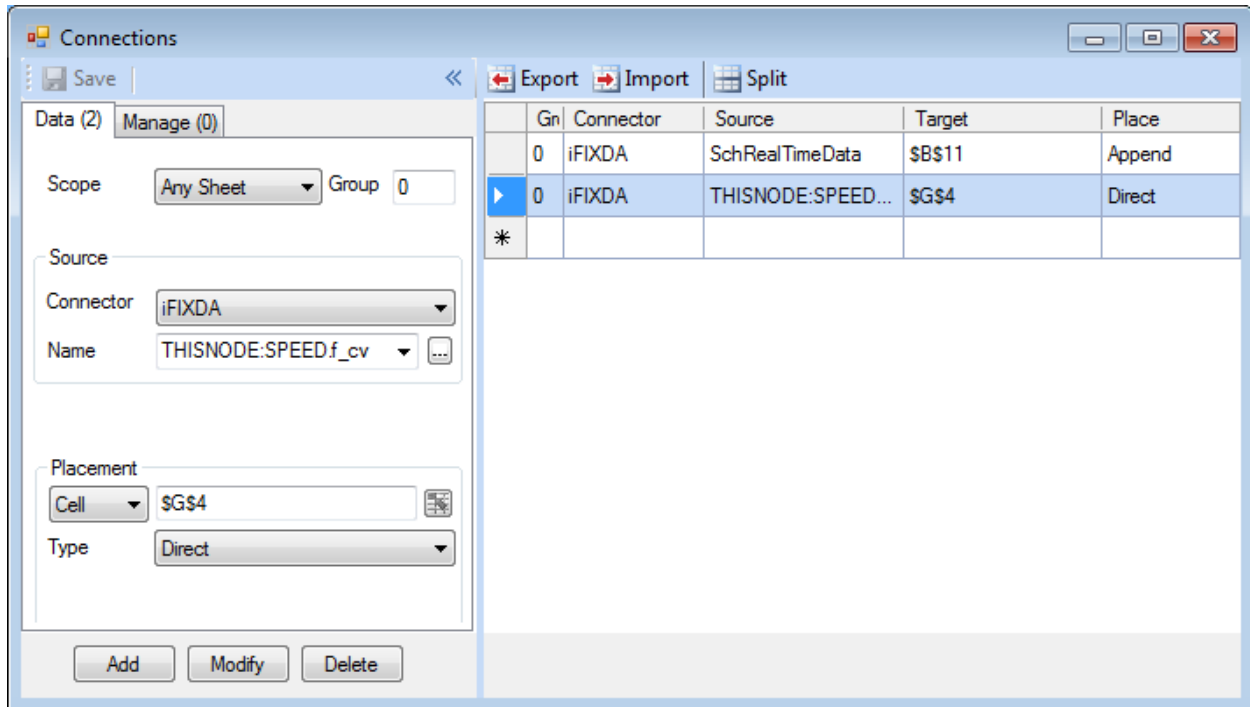 Connections
Save «
Export Import Split
Data (2) Manage (0)
Scope Any Sheet Group 0
Source
Connector iFIXDA
Name THISNODE:SPEED.f_cv ...
Placement
Cell $G$4
Type Direct
Add Modify Delete
Gn Connector Source Target Place
0 iFIXDA SchRealTimeData $B$11 Append
0 iFIXDA THISNODE:SPEED... $G$4 Direct